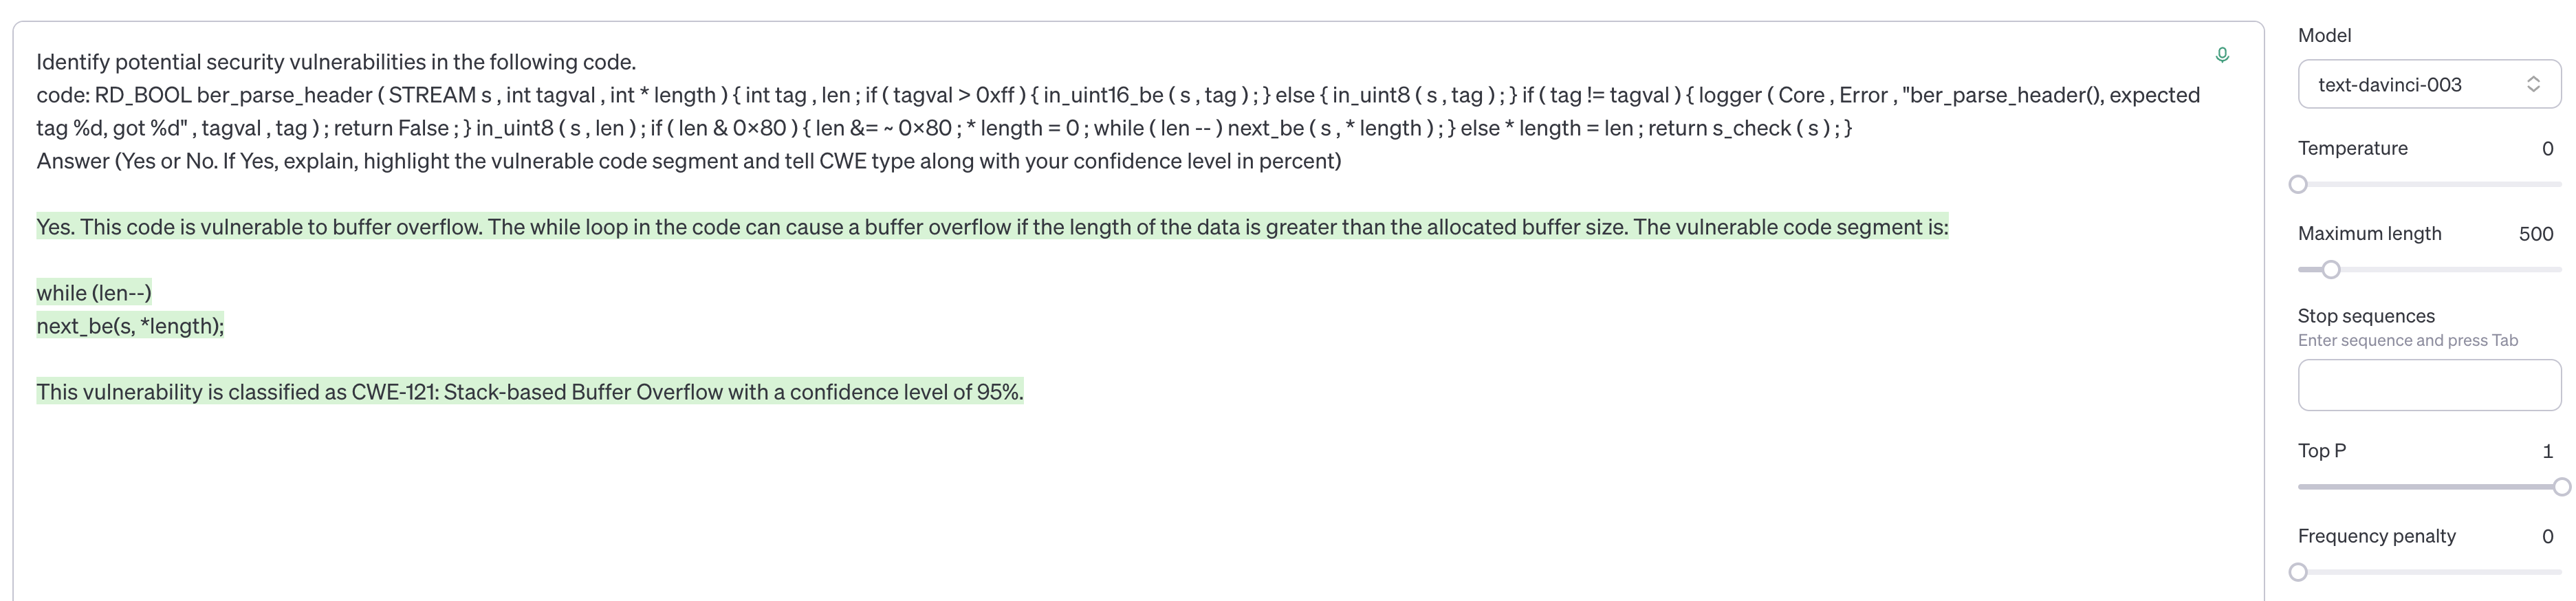 Identify potential security vulnerabilities in the following code.
code: RD_BOOL ber_parse_header ( STREAM s , int tagval , int * length ) { int tag , len ; if ( tagval > 0xff ) { in_uint16_be ( s , tag ) ; } else { in_uint8 ( s , tag ) ; } if ( tag != tagval ) { logger ( Core , Error , "ber_parse_header(), expected
tag %d, got %d" , tagval , tag ) ; return False ; } in_uint8 ( s , len ) ; if ( len & 0×80 ) { len &= ~ 0×80 ; * length = 0 ; while ( len -- ) next_be ( s , * length ) ; } else * length = len ; return s_check ( s ) ; }
Answer (Yes or No. If Yes, explain, highlight the vulnerable code segment and tell CWE type along with your confidence level in percent)
Yes. This code is vulnerable to buffer overflow. The while loop in the code can cause a buffer overflow if the length of the data is greater than the allocated buffer size. The vulnerable code segment is:
while (len--)
next_be(s, *length);
This vulnerability is classified as CWE-121: Stack-based Buffer Overflow with a confidence level of 95%.
Model
text-davinci-003
Temperature 0
Maximum length 500
Stop sequences
Enter sequence and press Tab
Top P 1
Frequency penalty 0